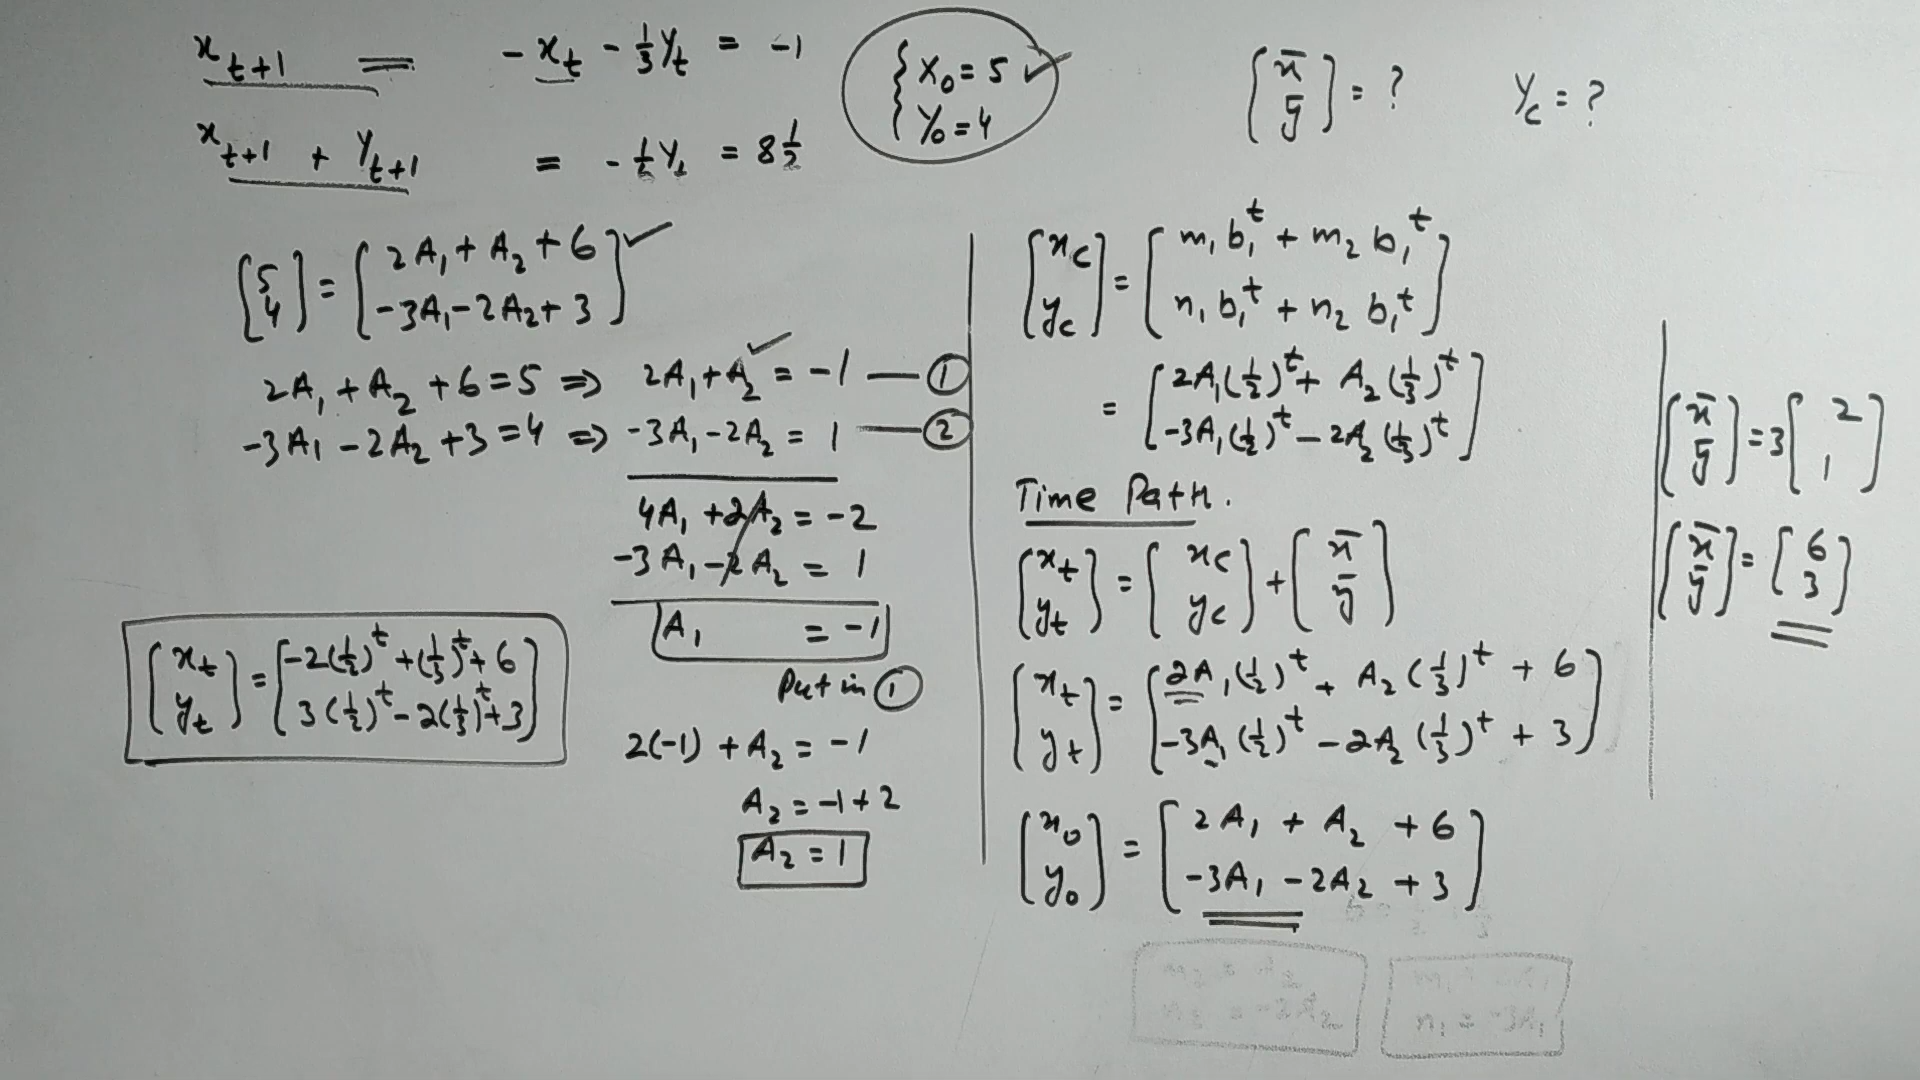 x_{t+1} = -x_t - 1/3 y_t = -1
x_{t+1} + y_{t+1} = - y = 8 1/2
{ x_0 = 5 ✓
y_0 = 4
[x̄ ȳ] = ? y_c = ?
[5 4] = [2A_1 + A_2 + 6
-3A_1 - 2A_2 + 3] ✓
2A_1 + A_2 + 6 = 5 ⇒ 2A_1 + A_2 = -1 — ①
-3A_1 - 2A_2 + 3 = 4 ⇒ -3A_1 - 2A_2 = 1 — ②
4A_1 + 2A_2 = -2
-3A_1 - 2A_2 = 1
A_1 = -1
Put in ①
2(-1) + A_2 = -1
A_2 = -1 + 2
A_2 = 1
[x_t y_t] = [-2(1/2)^t + (1/3)^t + 6
3(1/2)^t - 2(1/3)^t + 3]
[x_c y_c] = [m_1 b_1^t + m_2 b_1^t
n_1 b_1^t + n_2 b_1^t]
= [2A_1(1/2)^t + A_2(1/3)^t
-3A_1(1/2)^t - 2A_2(1/3)^t]
Time Path.
[x_t y_t] = [x_c y_c] + [x̄ ȳ]
[x_t y_t] = [2A_1(1/2)^t + A_2(1/3)^t + 6
-3A_1(1/2)^t - 2A_2(1/3)^t + 3]
[x_0 y_0] = [2A_1 + A_2 + 6
-3A_1 - 2A_2 + 3]
[x̄ ȳ] = 3[2 1]
[x̄ ȳ] = [6 3]
n_1 = -3A_1